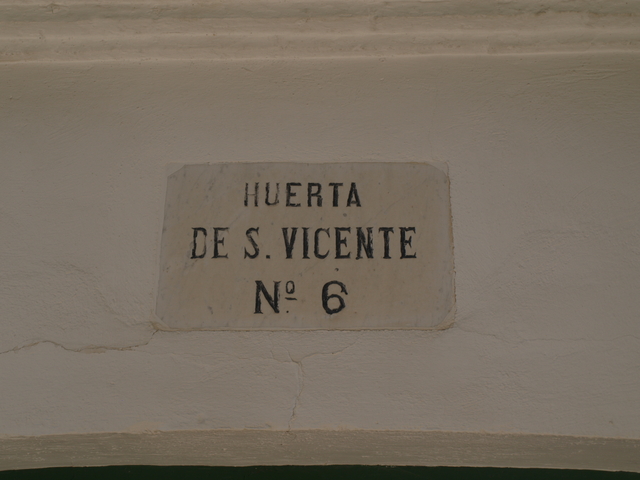 HUERTA
DE S. VICENTE
Nº 6